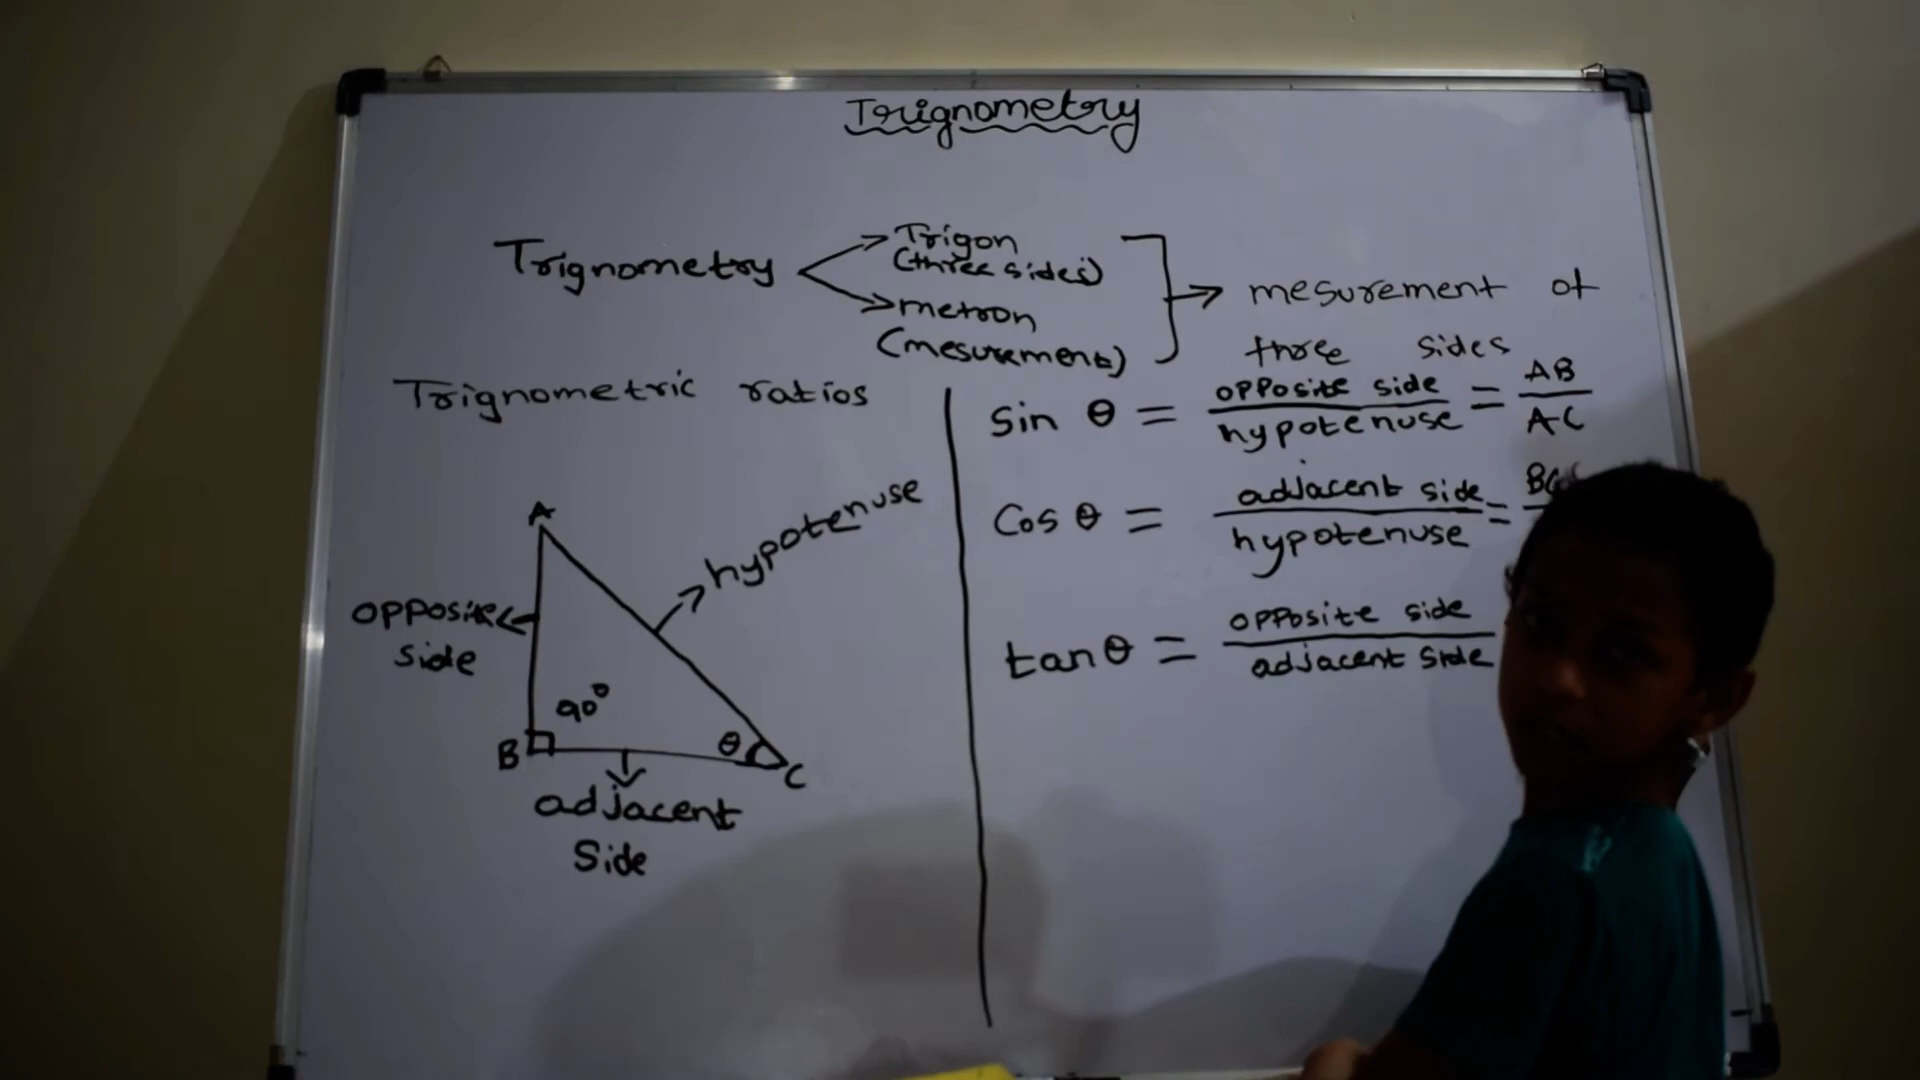 Trignometry
Trignometry
Trigon
(three sides)
metron
(mesurement)
mesurement of
three sides
Trignometric ratios
A
hypotenuse
opposite
side
90°
B
θ
C
adjacent
Side
Sin θ = opposite side / hypotenuse = AB / AC
Cos θ = adjacent side / hypotenuse =
tan θ = opposite side / adjacent side